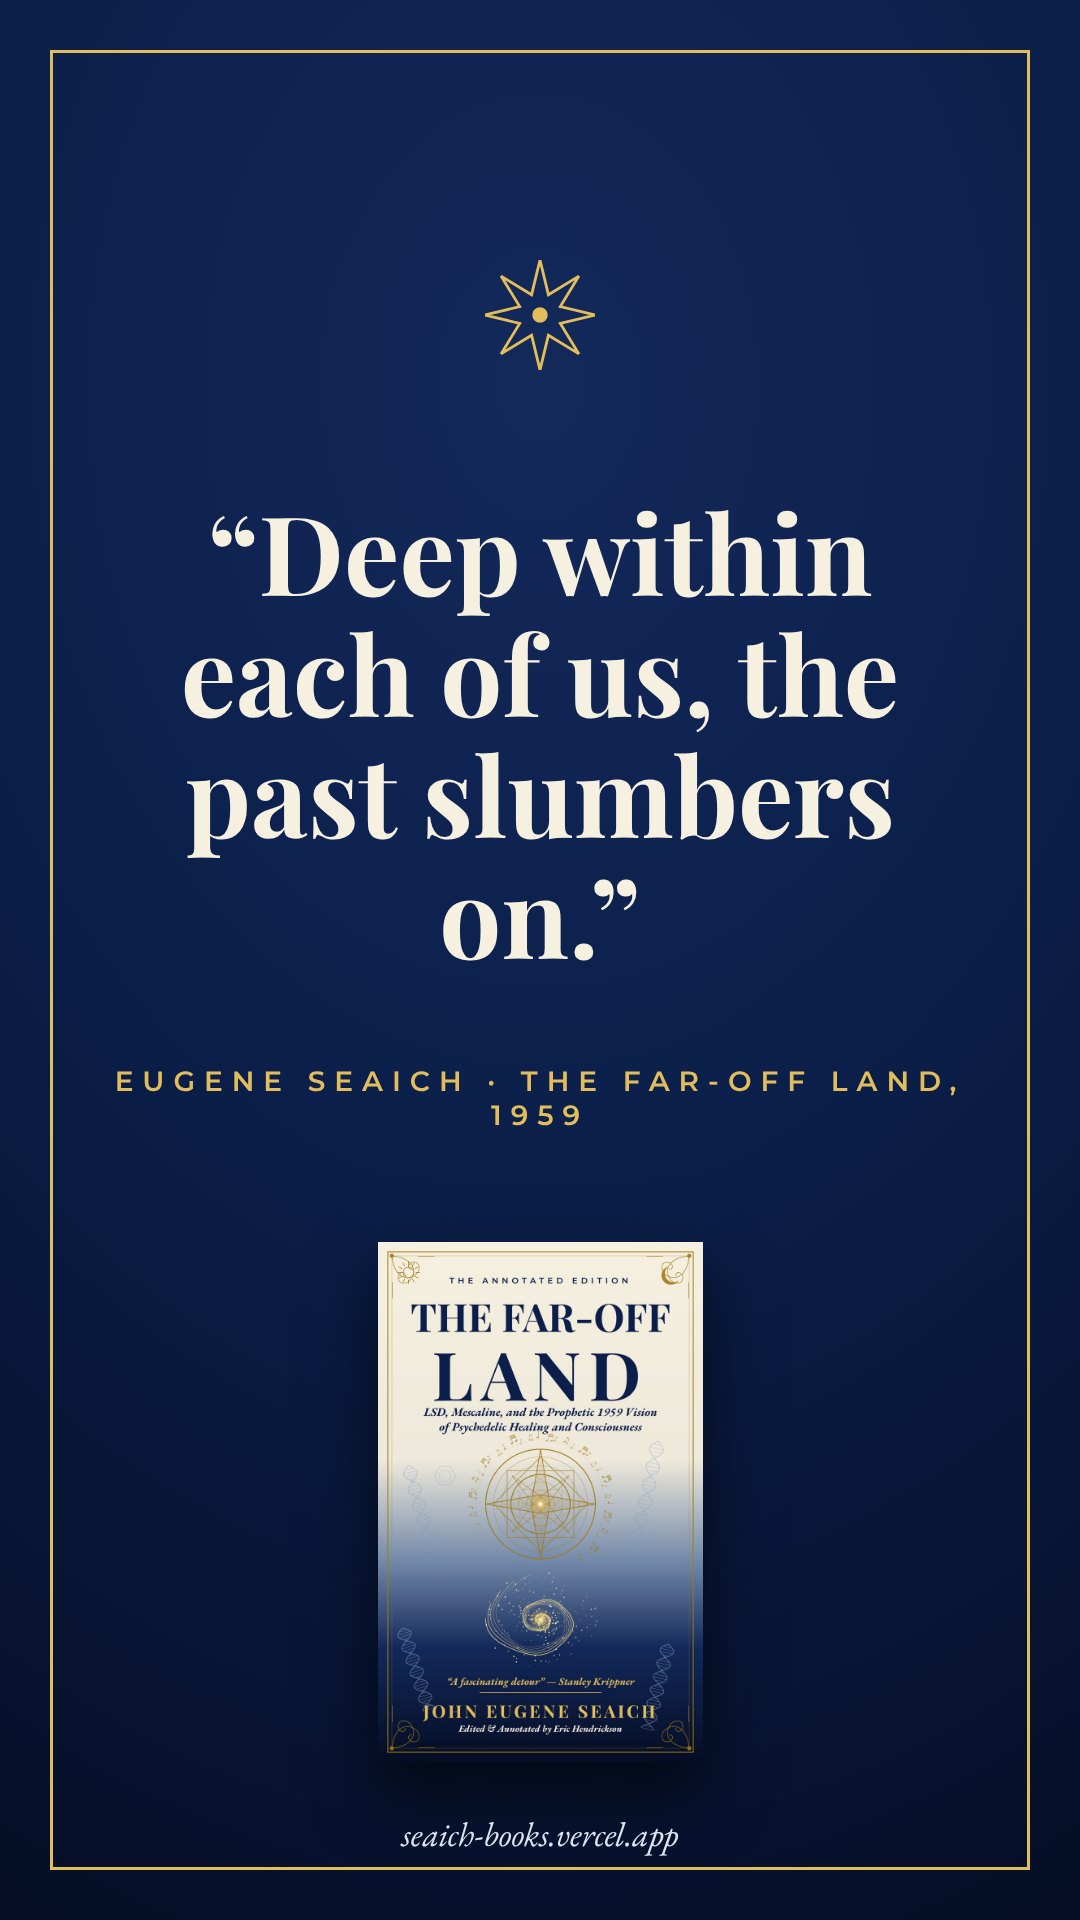 “Deep within
each of us, the
past slumbers
on.”
EUGENE SEAICH · THE FAR-OFF LAND,
1959
THE ANNOTATED EDITION
THE FAR-OFF
LAND
LSD, Mescaline, and the Prophetic 1959 Vision
of Psychedelic Healing and Consciousness
“A fascinating detour” — Stanley Krippner
JOHN EUGENE SEAICH
Edited & Annotated by Eric Hendrickson
seaich-books.vercel.app